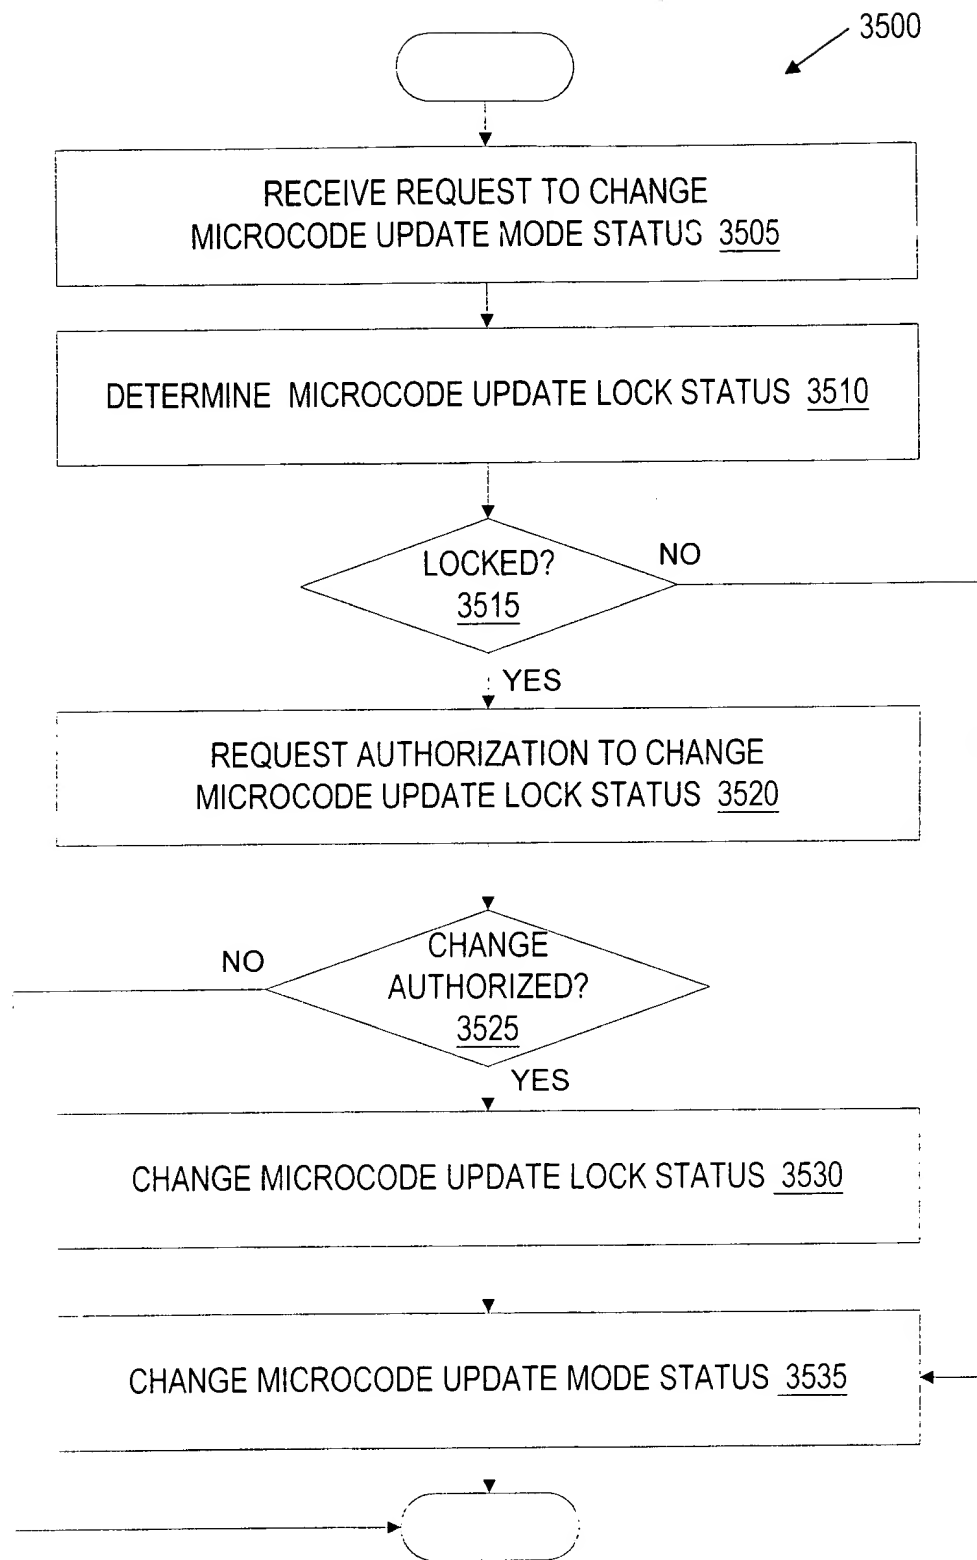 3500
RECEIVE REQUEST TO CHANGE
MICROCODE UPDATE MODE STATUS 3505
DETERMINE MICROCODE UPDATE LOCK STATUS 3510
LOCKED?
3515
NO
YES
REQUEST AUTHORIZATION TO CHANGE
MICROCODE UPDATE LOCK STATUS 3520
NO
CHANGE
AUTHORIZED?
3525
YES
CHANGE MICROCODE UPDATE LOCK STATUS 3530
CHANGE MICROCODE UPDATE MODE STATUS 3535